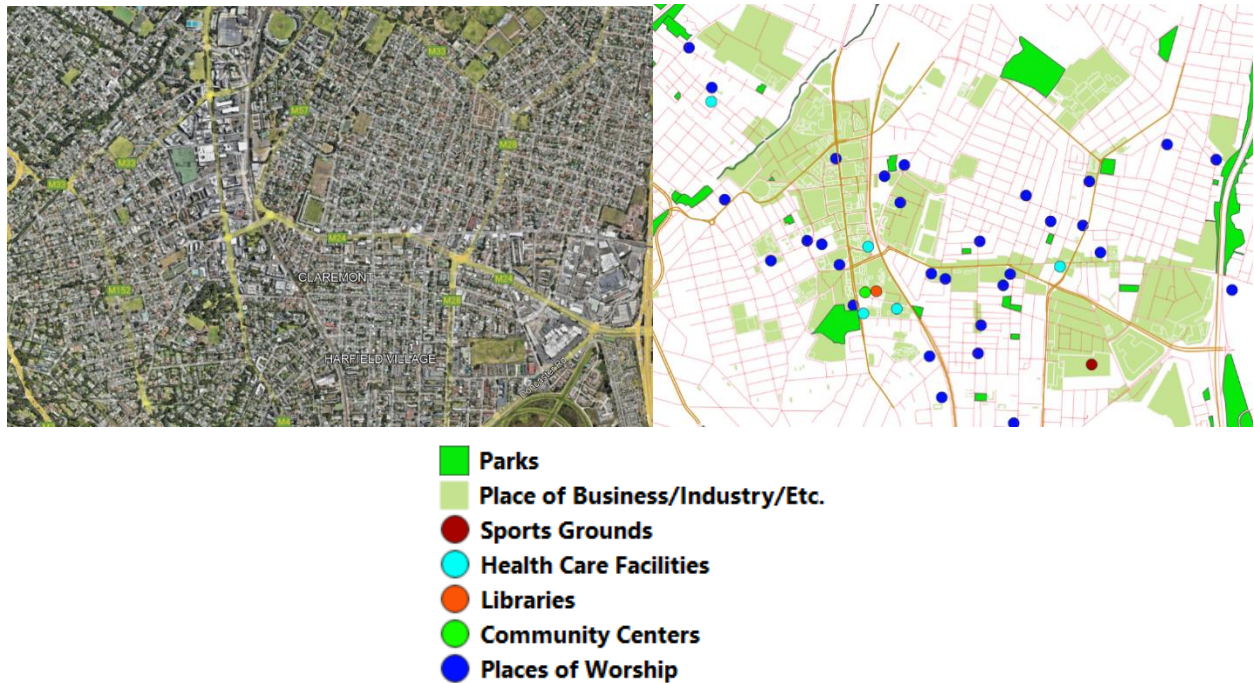 M33
M57
M33
M28
M33
M24
CLAREMONT
M24
M152
M28
HARFIELD VILLAGE
M4
Parks
Place of Business/Industry/Etc.
Sports Grounds
Health Care Facilities
Libraries
Community Centers
Places of Worship